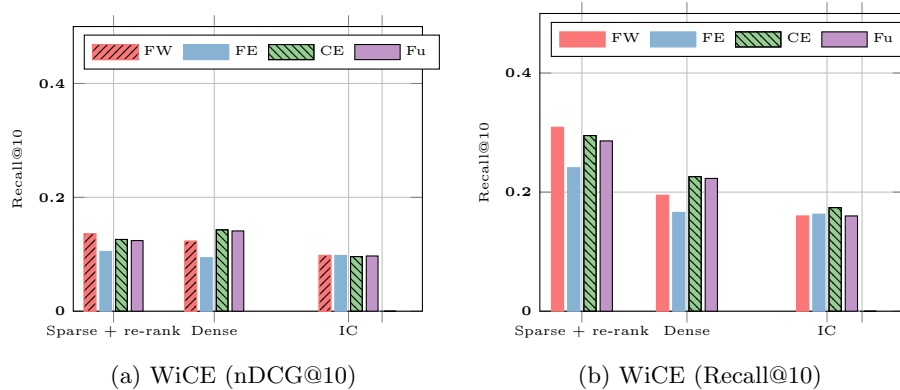 FW FE CE Fu
0.4
0.2
0
Recall@10
Sparse + re-rank Dense IC
(a) WiCE (nDCG@10)
FW FE CE Fu
0.4
0.2
0
Recall@10
Sparse + re-rank Dense IC
(b) WiCE (Recall@10)